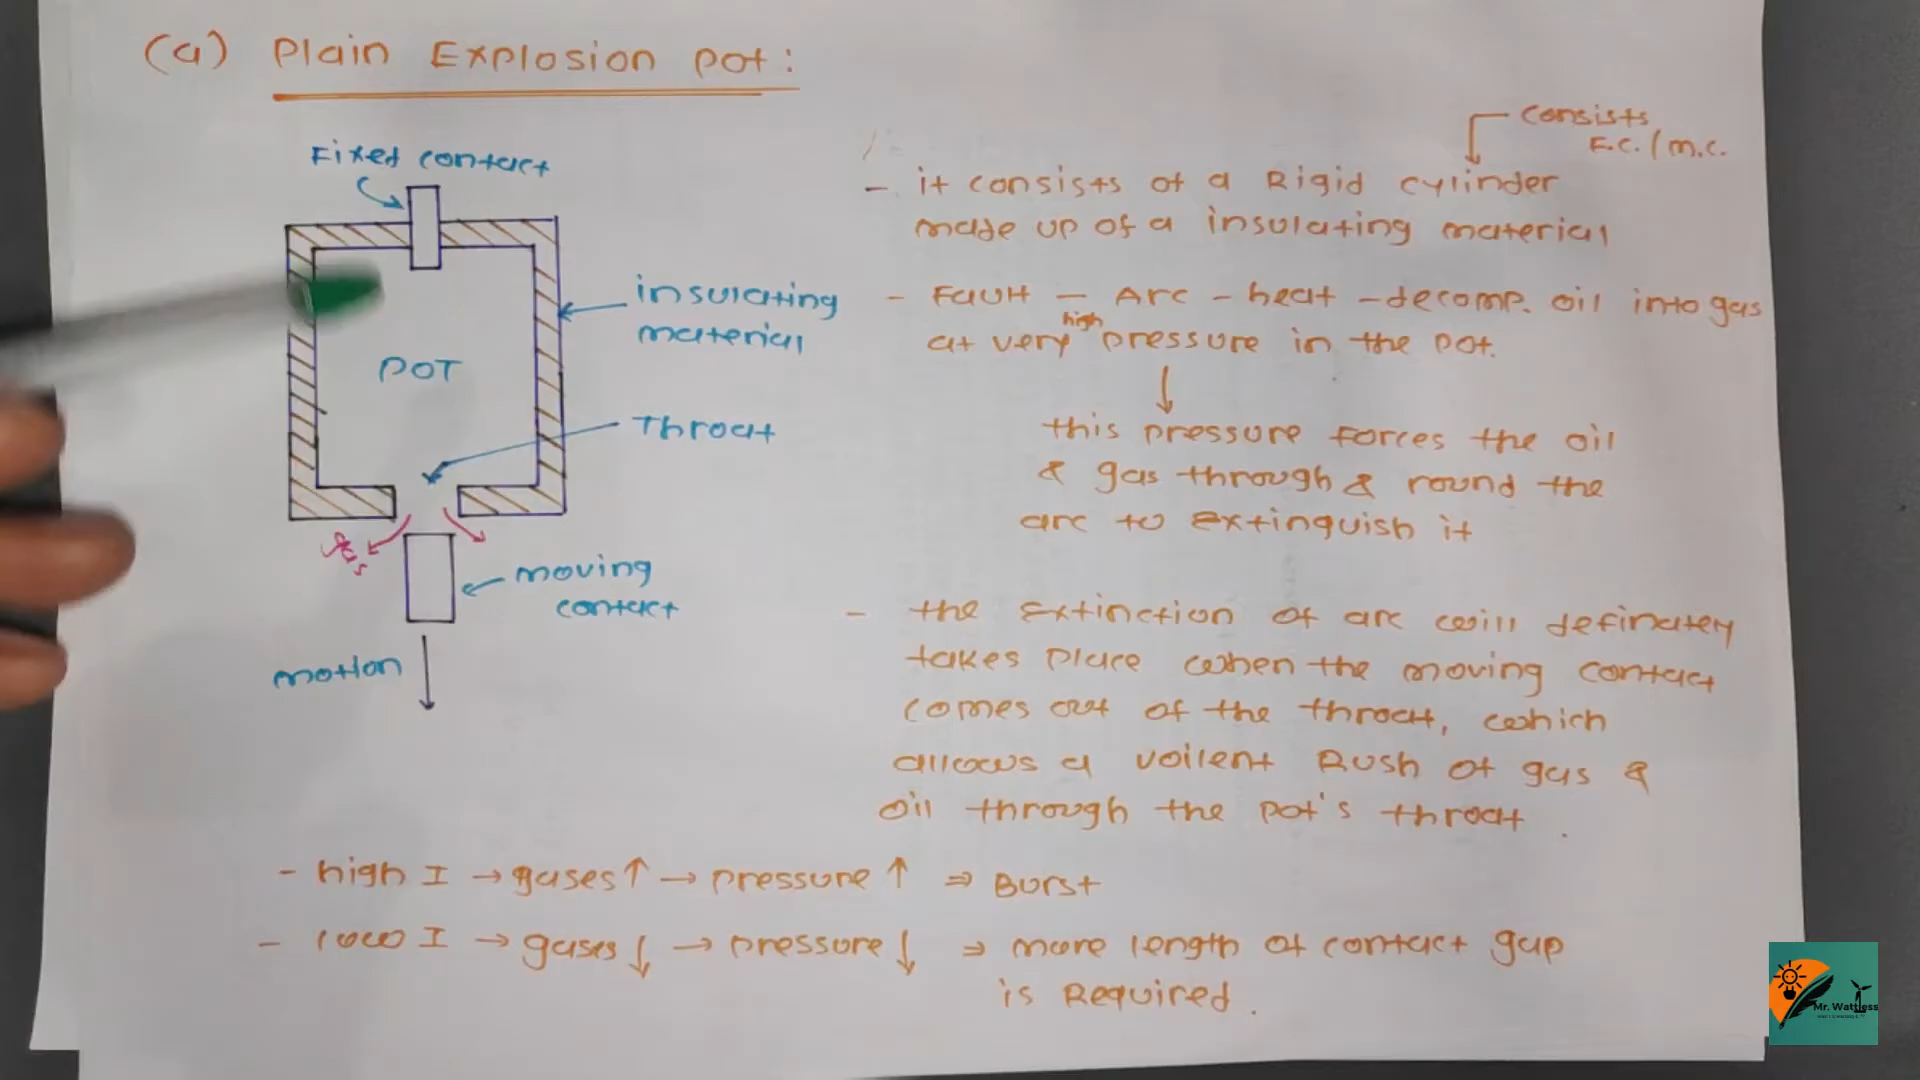 (a) Plain Explosion pot:
Fixed contact
POT
insulating
material
Throat
gas
moving
contact
motion
consists
F.C. / M.C.
- it consists of a Rigid cylinder
made up of a insulating material
- Fault - Arc - heat - decomp. oil into gas
at very high pressure in the pot.
this pressure forces the oil
& gas through & round the
arc to extinguish it
- the extinction of arc will definately
takes place when the moving contact
comes out of the throat, which
allows a voilent Rush of gas &
oil through the pot's throat.
- high I → gases ↑ → pressure ↑ ⇒ Burst
- low I → gases ↓ → pressure ↓ ⇒ more length of contact gap
is Required.
Mr. Wattless